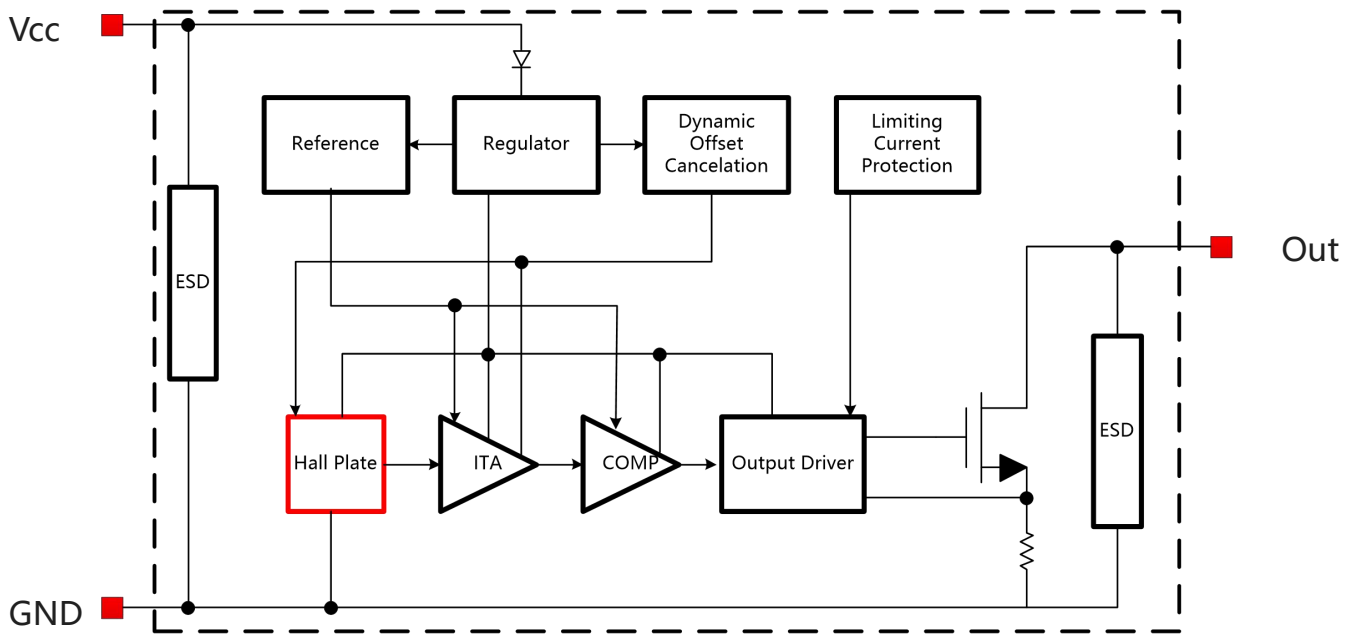 Vcc
Reference
Regulator
Dynamic
Offset
Cancelation
Limiting
Current
Protection
ESD
Out
Hall Plate
ITA
COMP
Output Driver
ESD
GND